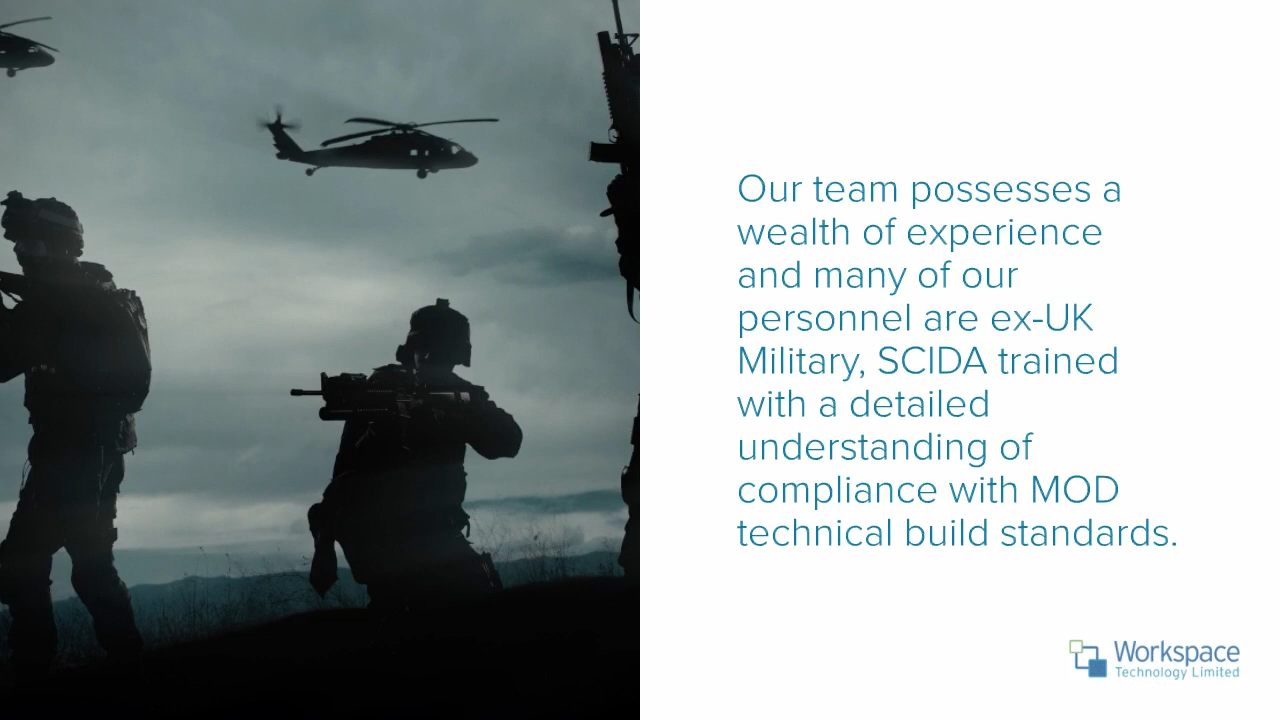 Our team possesses a
wealth of experience
and many of our
personnel are ex-UK
Military, SCIDA trained
with a detailed
understanding of
compliance with MOD
technical build standards.
Workspace
Technology Limited